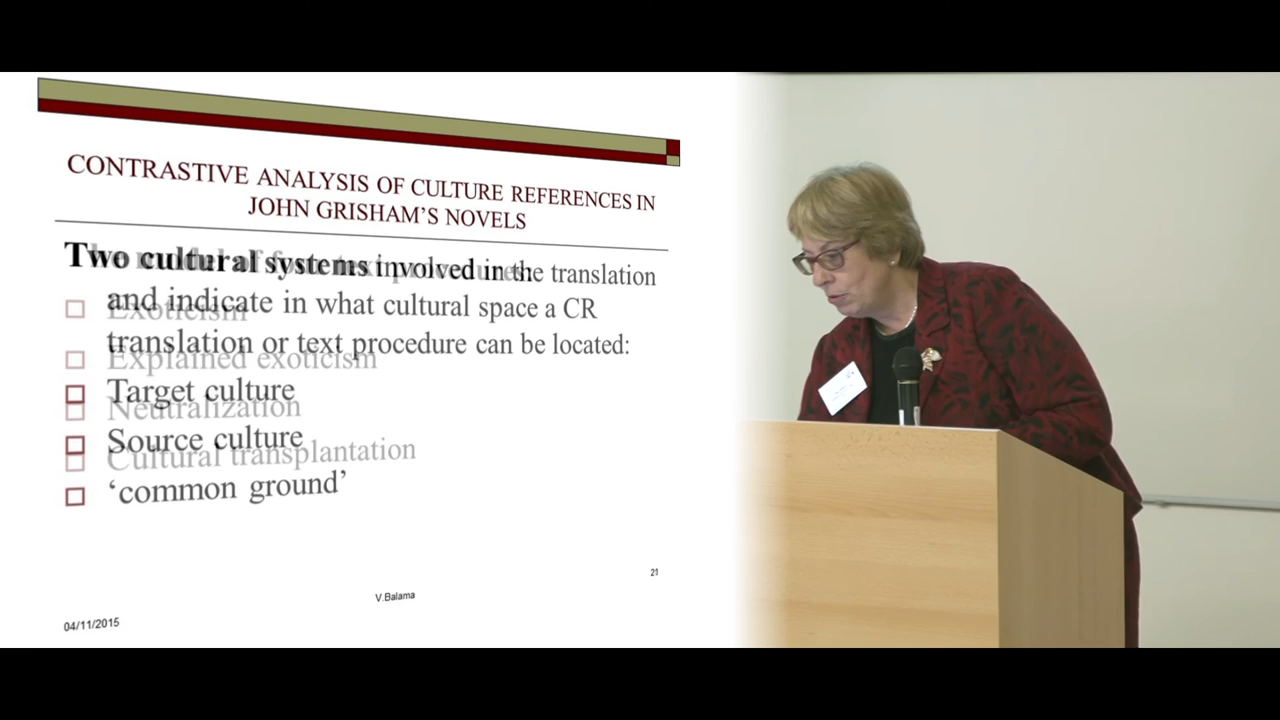 CONTRASTIVE ANALYSIS OF CULTURE REFERENCES IN
JOHN GRISHAM’S NOVELS
Two cultural systems involved in the translation
and indicate in what cultural space a CR
translation or text procedure can be located:
Exoticism
Explained exoticism
Target culture
Neutralization
Source culture
Cultural transplantation
‘common ground’
21
V.Balama
04/11/2015